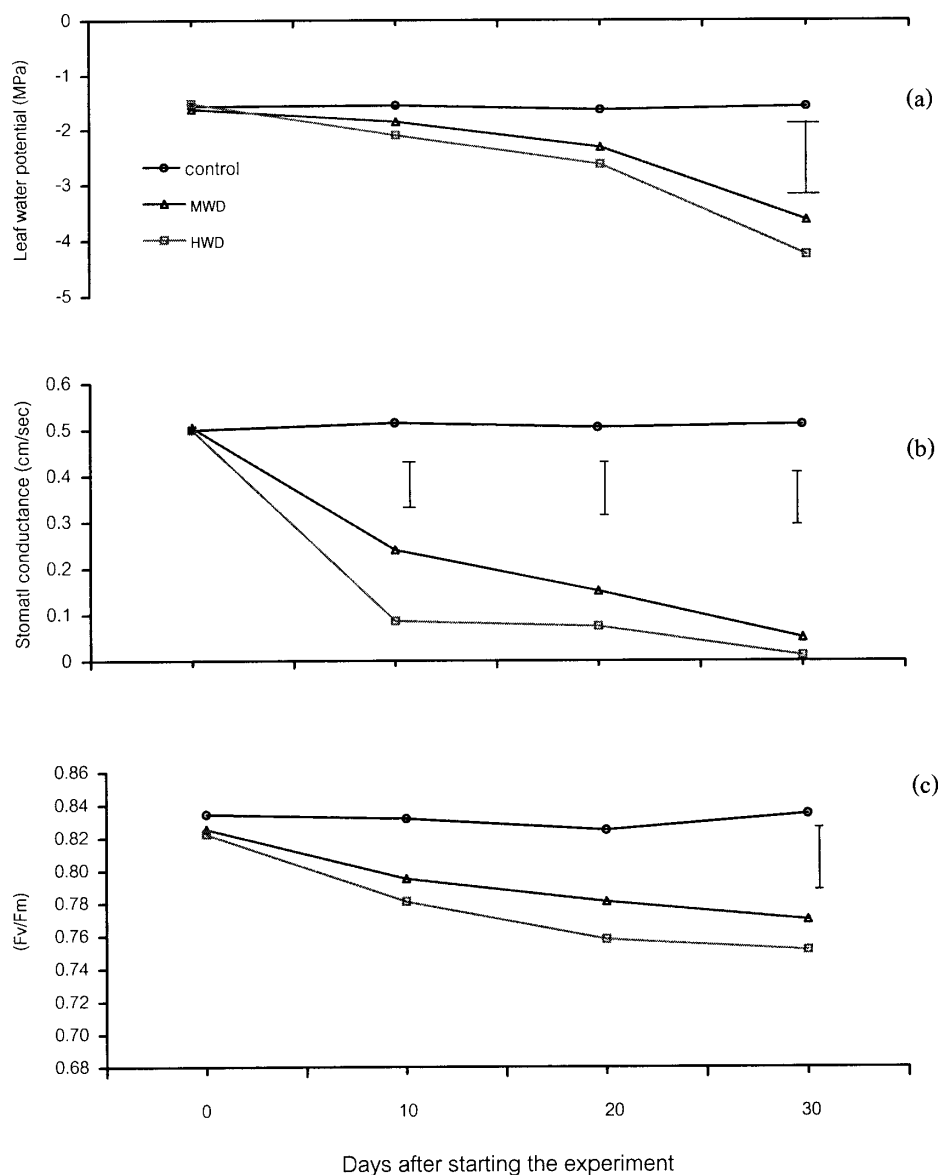 0
-1
-2
-3
-4
-5
Leaf water potential (MPa)
control
MWD
HWD
(a)
0.6
0.5
0.4
0.3
0.2
0.1
0
Stomatl conductance (cm/sec)
(b)
0.86
0.84
0.82
0.80
0.78
0.76
0.74
0.72
0.70
0.68
(Fv/Fm)
(c)
0 10 20 30
Days after starting the experiment